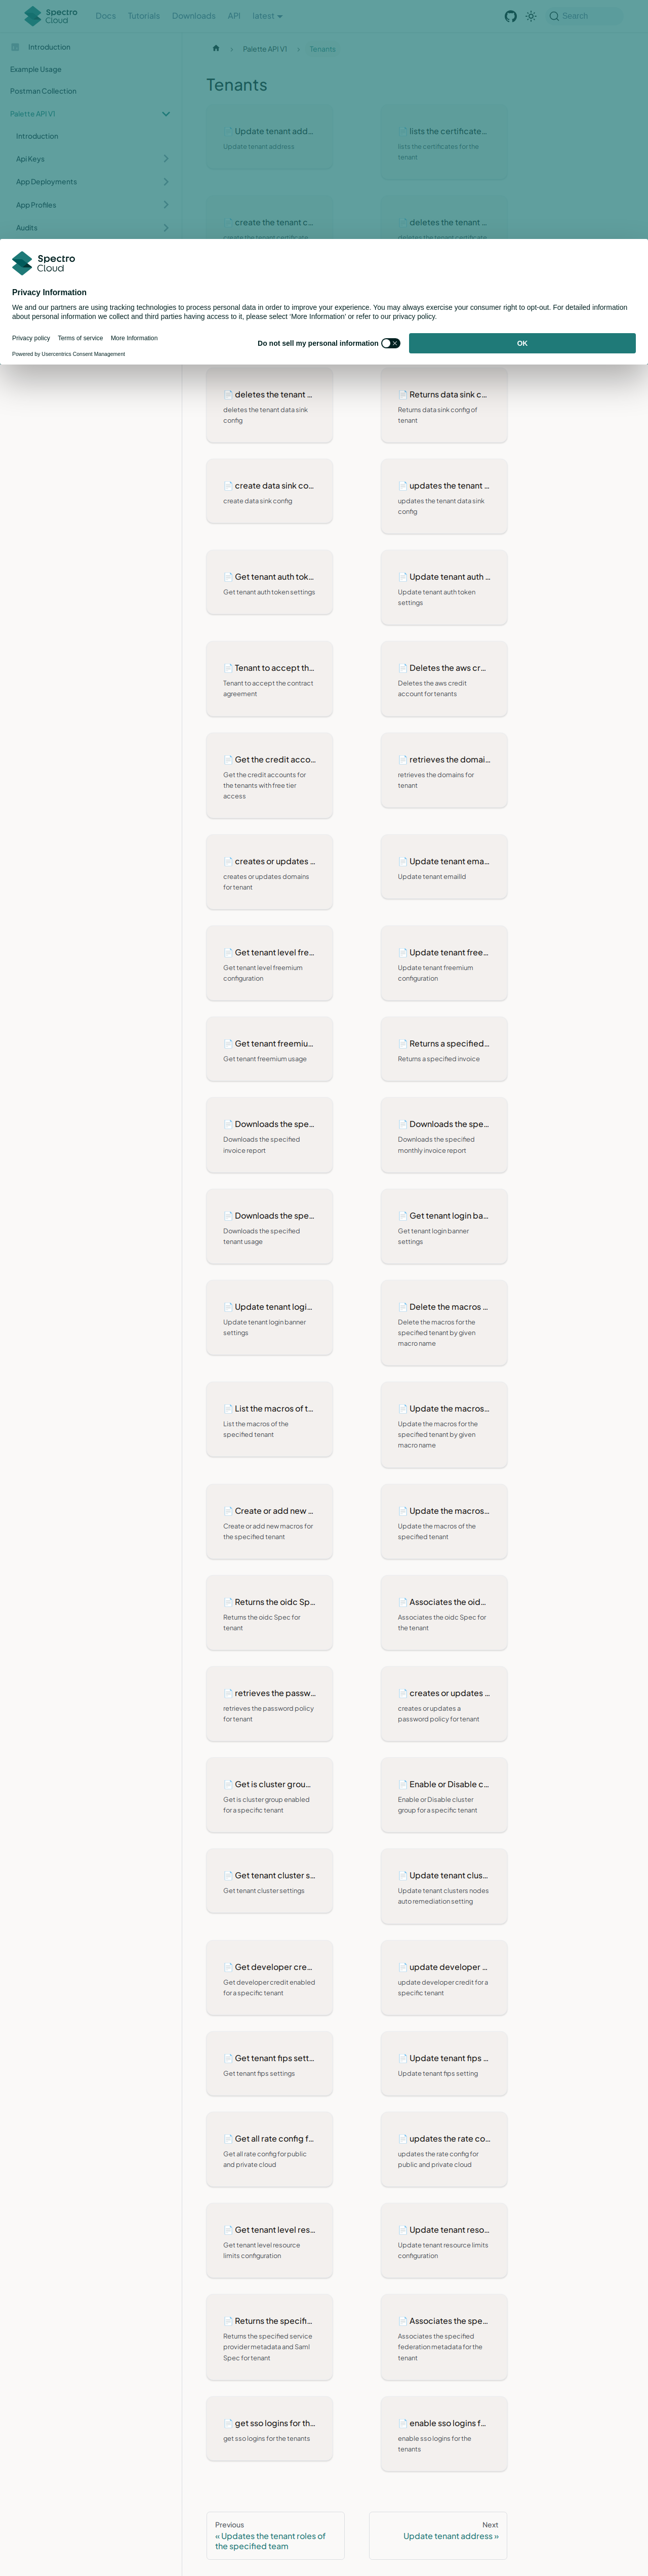 Spectro Cloud
Docs
Tutorials
Downloads
API
latest
Search
Introduction
Example Usage
Postman Collection
Palette API V1
Introduction
Api Keys
App Deployments
App Profiles
Audits
Palette API V1
Tenants
Tenants
Update tenant add...
Update tenant address
lists the certificate...
lists the certificates for the
tenant
create the tenant c...
create the tenant certificate
deletes the tenant ...
deletes the tenant certificate
Spectro
Cloud
Privacy Information
We and our partners are using tracking technologies to process personal data in order to improve your experience. You may always exercise your consumer right to opt-out. For detailed information
about personal information we collect and third parties having access to it, please select 'More Information' or refer to our privacy policy.
Privacy policy
Terms of service
More Information
Do not sell my personal information
OK
Powered by Usercentrics Consent Management
deletes the tenant ...
deletes the tenant data sink
config
Returns data sink c...
Returns data sink config of
tenant
create data sink co...
create data sink config
updates the tenant ...
updates the tenant data sink
config
Get tenant auth tok...
Get tenant auth token settings
Update tenant auth ...
Update tenant auth token
settings
Tenant to accept th...
Tenant to accept the contract
agreement
Deletes the aws cr...
Deletes the aws credit
account for tenants
Get the credit acco...
Get the credit accounts for
the tenants with free tier
access
retrieves the domai...
retrieves the domains for
tenant
creates or updates ...
creates or updates domains
for tenant
Update tenant ema...
Update tenant emailId
Get tenant level fre...
Get tenant level freemium
configuration
Update tenant free...
Update tenant freemium
configuration
Get tenant freemiu...
Get tenant freemium usage
Returns a specified...
Returns a specified invoice
Downloads the spe...
Downloads the specified
invoice report
Downloads the spe...
Downloads the specified
monthly invoice report
Downloads the spe...
Downloads the specified
tenant usage
Get tenant login ba...
Get tenant login banner
settings
Update tenant logi...
Update tenant login banner
settings
Delete the macros ...
Delete the macros for the
specified tenant by given
macro name
List the macros of t...
List the macros of the
specified tenant
Update the macros...
Update the macros for the
specified tenant by given
macro name
Create or add new ...
Create or add new macros for
the specified tenant
Update the macros...
Update the macros of the
specified tenant
Returns the oidc Sp...
Returns the oidc Spec for
tenant
Associates the oid...
Associates the oidc Spec for
the tenant
retrieves the passw...
retrieves the password policy
for tenant
creates or updates ...
creates or updates a
password policy for tenant
Get is cluster grou...
Get is cluster group enabled
for a specific tenant
Enable or Disable c...
Enable or Disable cluster
group for a specific tenant
Get tenant cluster s...
Get tenant cluster settings
Update tenant clus...
Update tenant clusters nodes
auto remediation setting
Get developer cre...
Get developer credit enabled
for a specific tenant
update developer ...
update developer credit for a
specific tenant
Get tenant fips sett...
Get tenant fips settings
Update tenant fips ...
Update tenant fips setting
Get all rate config f...
Get all rate config for public
and private cloud
updates the rate co...
updates the rate config for
public and private cloud
Get tenant level res...
Get tenant level resource
limits configuration
Update tenant reso...
Update tenant resource limits
configuration
Returns the specifi...
Returns the specified service
provider metadata and Saml
Spec for tenant
Associates the spe...
Associates the specified
federation metadata for the
tenant
get sso logins for th...
get sso logins for the tenants
enable sso logins f...
enable sso logins for the
tenants
Previous
« Updates the tenant roles of
the specified team
Next
Update tenant address »